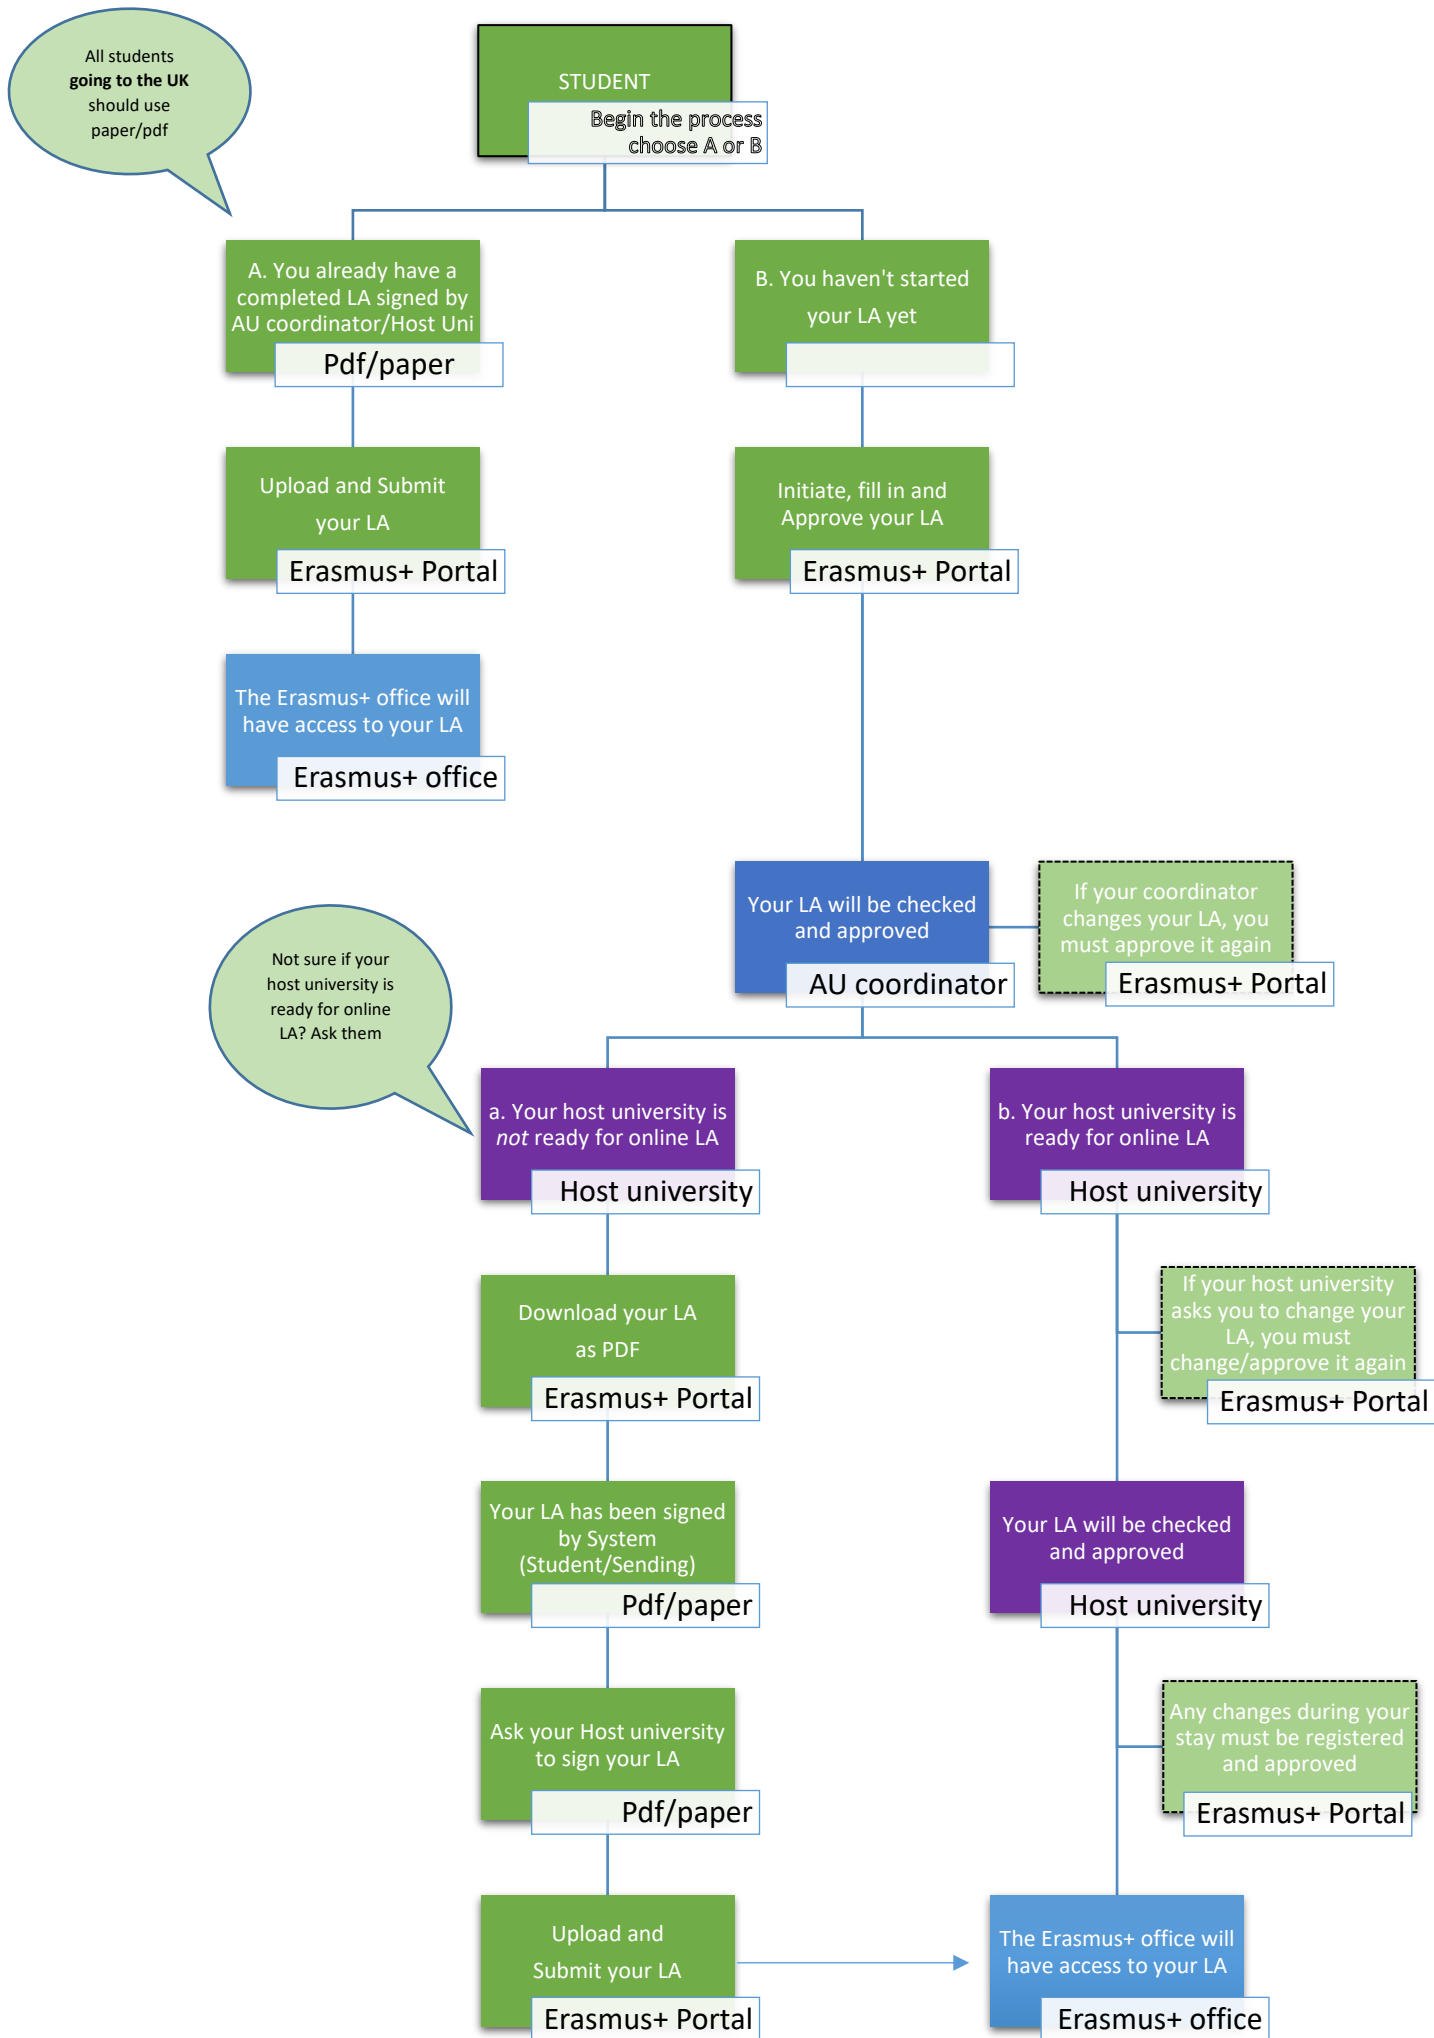 All students
going to the UK
should use
paper/pdf
STUDENT
Begin the process
choose A or B
A. You already have a
completed LA signed by
AU coordinator/Host Uni
Pdf/paper
B. You haven't started
your LA yet
Upload and Submit
your LA
Erasmus+ Portal
Initiate, fill in and
Approve your LA
Erasmus+ Portal
The Erasmus+ office will
have access to your LA
Erasmus+ office
Your LA will be checked
and approved
AU coordinator
If your coordinator
changes your LA, you
must approve it again
Erasmus+ Portal
Not sure if your
host university is
ready for online
LA? Ask them
a. Your host university is
not ready for online LA
Host university
b. Your host university is
ready for online LA
Host university
Download your LA
as PDF
Erasmus+ Portal
If your host university
asks you to change your
LA, you must
change/approve it again
Erasmus+ Portal
Your LA has been signed
by System
(Student/Sending)
Pdf/paper
Your LA will be checked
and approved
Host university
Ask your Host university
to sign your LA
Pdf/paper
Any changes during your
stay must be registered
and approved
Erasmus+ Portal
Upload and
Submit your LA
Erasmus+ Portal
The Erasmus+ office will
have access to your LA
Erasmus+ office